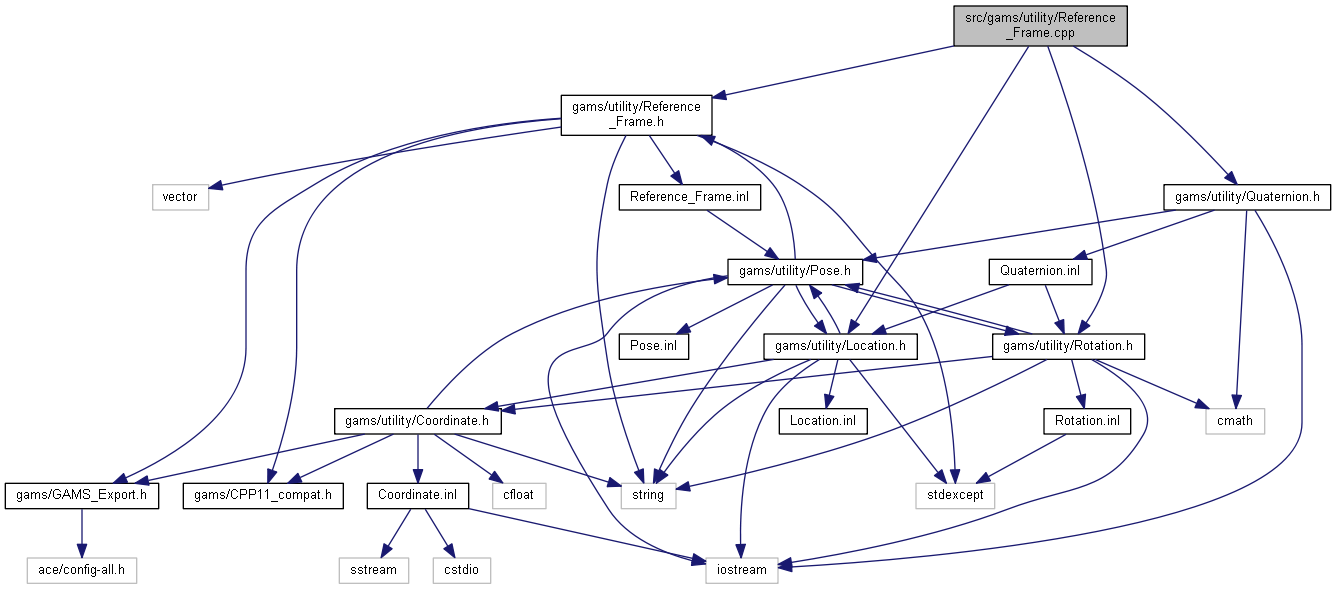 src/gams/utility/Reference
_Frame.cpp
gams/utility/Reference
_Frame.h
vector
Reference_Frame.inl
gams/utility/Quaternion.h
gams/utility/Pose.h
Quaternion.inl
Pose.inl
gams/utility/Location.h
gams/utility/Rotation.h
gams/utility/Coordinate.h
Location.inl
Rotation.inl
cmath
gams/GAMS_Export.h
gams/CPP11_compat.h
Coordinate.inl
cfloat
string
stdexcept
ace/config-all.h
sstream
cstdio
iostream